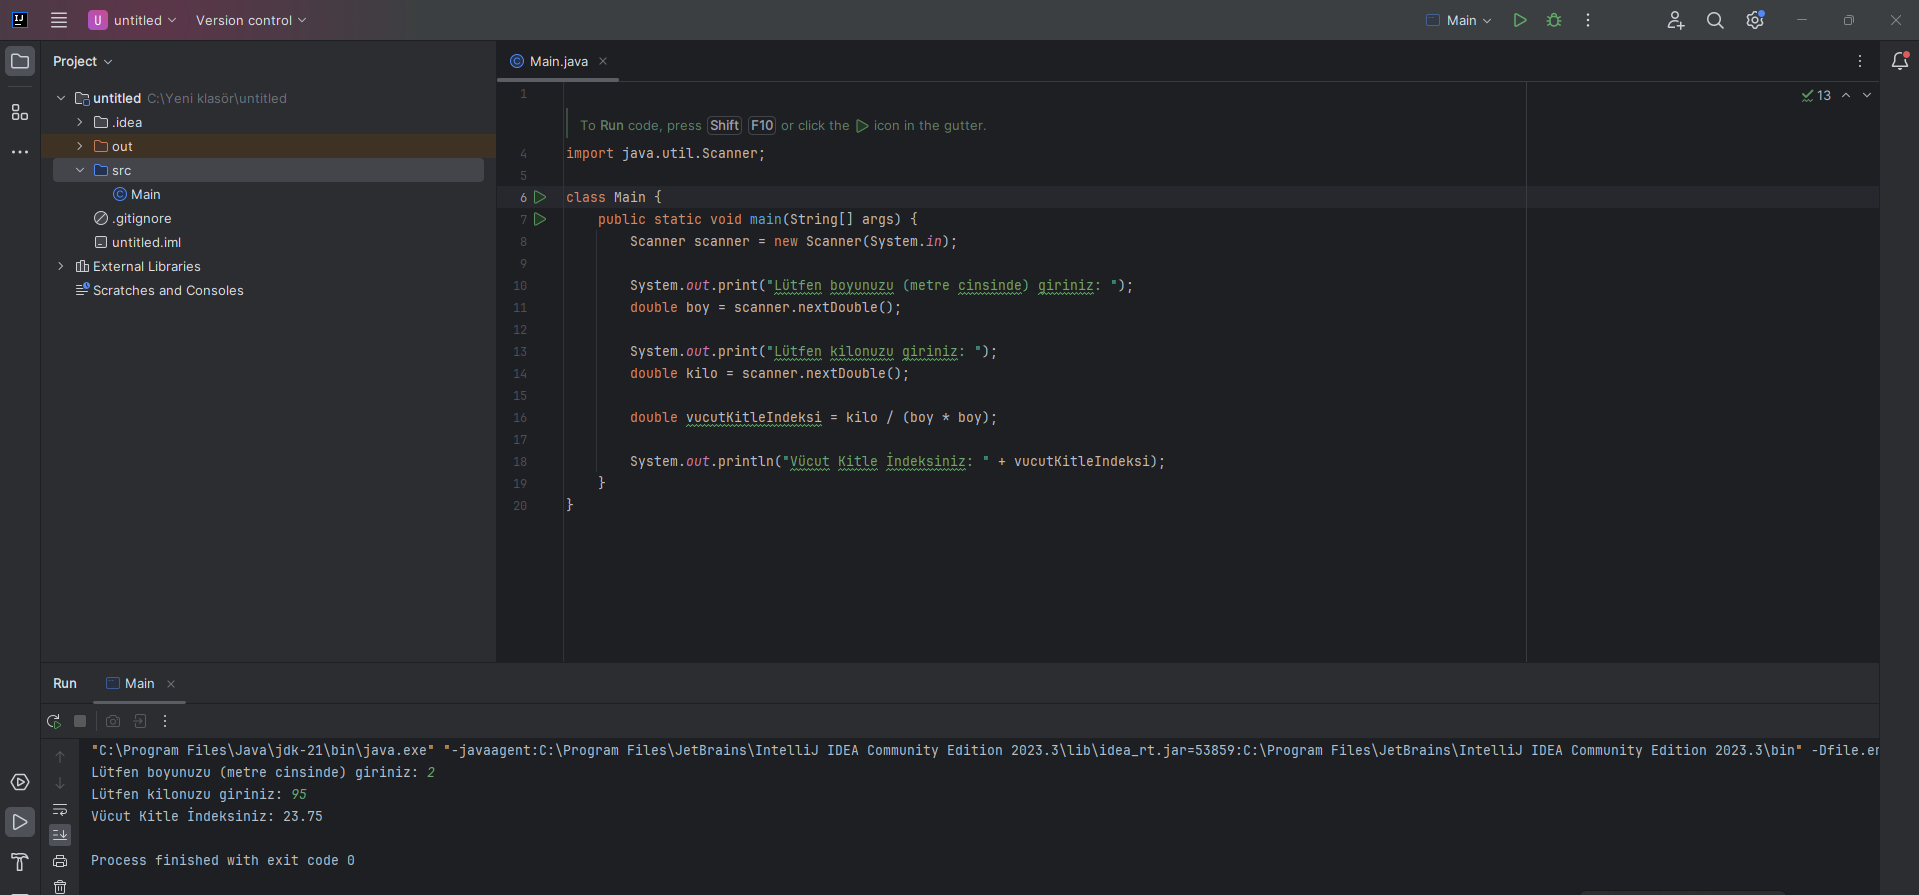 U untitled Version control Main
Project
Main.java
untitled C:\Yeni klasör\untitled
.idea
out
src
Main
.gitignore
untitled.iml
External Libraries
Scratches and Consoles
13
1
To Run code, press Shift F10 or click the icon in the gutter.
4 import java.util.Scanner;
5
6 class Main {
7 public static void main(String[] args) {
8 Scanner scanner = new Scanner(System.in);
9
10 System.out.print("Lütfen boyunuzu (metre cinsinde) giriniz: ");
11 double boy = scanner.nextDouble();
12
13 System.out.print("Lütfen kilonuzu giriniz: ");
14 double kilo = scanner.nextDouble();
15
16 double vucutKitleIndeksi = kilo / (boy * boy);
17
18 System.out.println("Vücut Kitle İndeksiniz: " + vucutKitleIndeksi);
19 }
20 }
Run Main
"C:\Program Files\Java\jdk-21\bin\java.exe" "-javaagent:C:\Program Files\JetBrains\IntelliJ IDEA Community Edition 2023.3\lib\idea_rt.jar=53859:C:\Program Files\JetBrains\IntelliJ IDEA Community Edition 2023.3\bin" -Dfile.en
Lütfen boyunuzu (metre cinsinde) giriniz: 2
Lütfen kilonuzu giriniz: 95
Vücut Kitle İndeksiniz: 23.75
Process finished with exit code 0